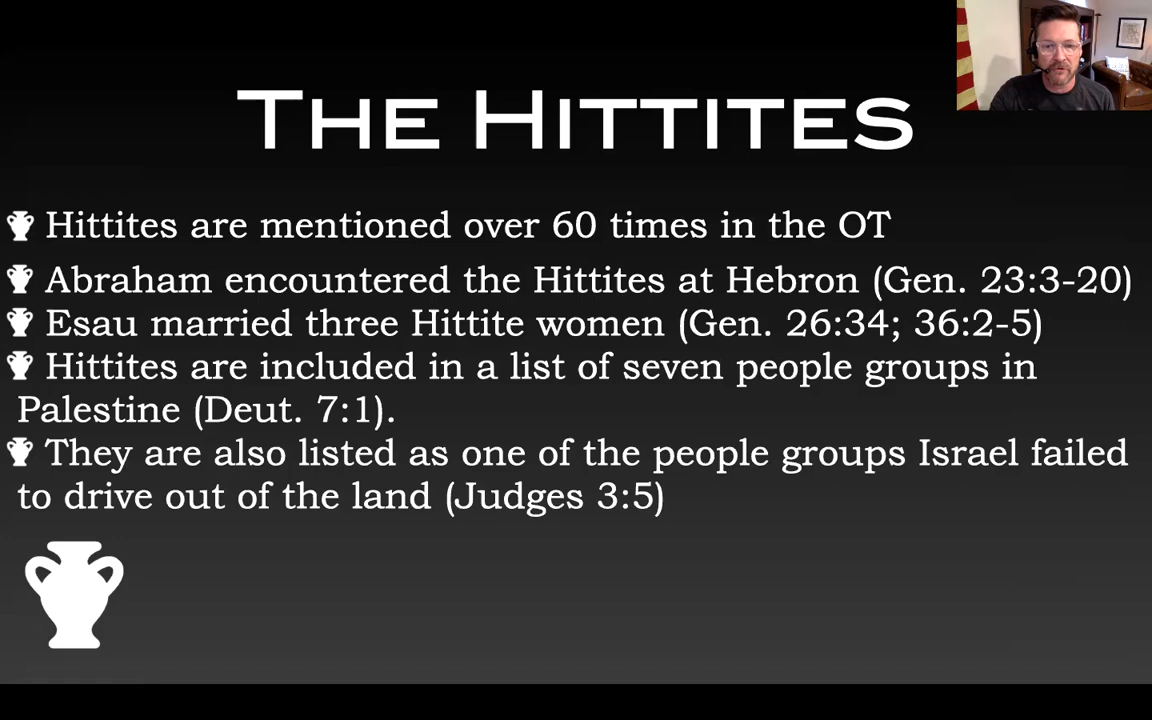 THE HITTITES
Hittites are mentioned over 60 times in the OT
Abraham encountered the Hittites at Hebron (Gen. 23:3-20)
Esau married three Hittite women (Gen. 26:34; 36:2-5)
Hittites are included in a list of seven people groups in
Palestine (Deut. 7:1).
They are also listed as one of the people groups Israel failed
to drive out of the land (Judges 3:5)